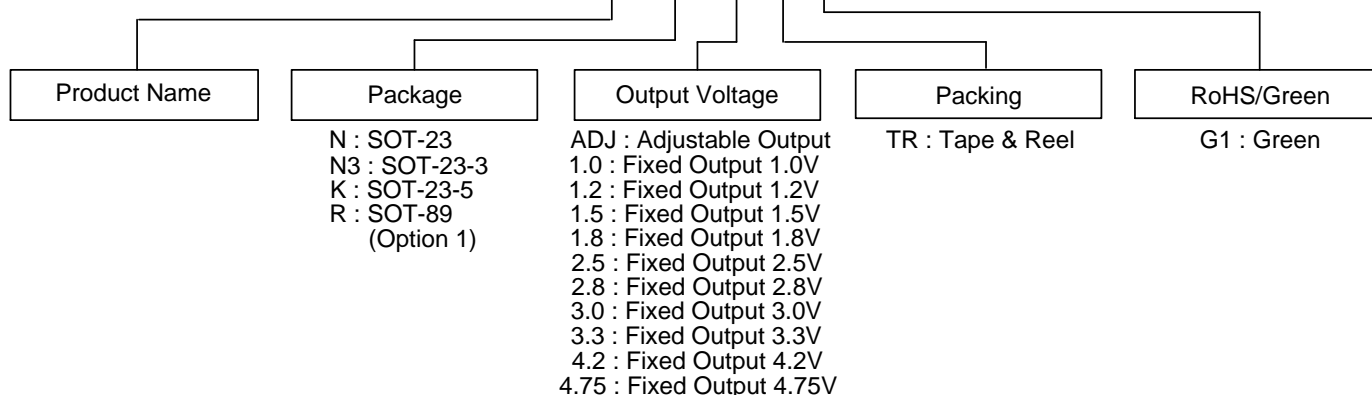 Product Name
Package
N : SOT-23
N3 : SOT-23-3
K : SOT-23-5
R : SOT-89
(Option 1)
Output Voltage
ADJ : Adjustable Output
1.0 : Fixed Output 1.0V
1.2 : Fixed Output 1.2V
1.5 : Fixed Output 1.5V
1.8 : Fixed Output 1.8V
2.5 : Fixed Output 2.5V
2.8 : Fixed Output 2.8V
3.0 : Fixed Output 3.0V
3.3 : Fixed Output 3.3V
4.2 : Fixed Output 4.2V
4.75 : Fixed Output 4.75V
Packing
TR : Tape & Reel
RoHS/Green
G1 : Green